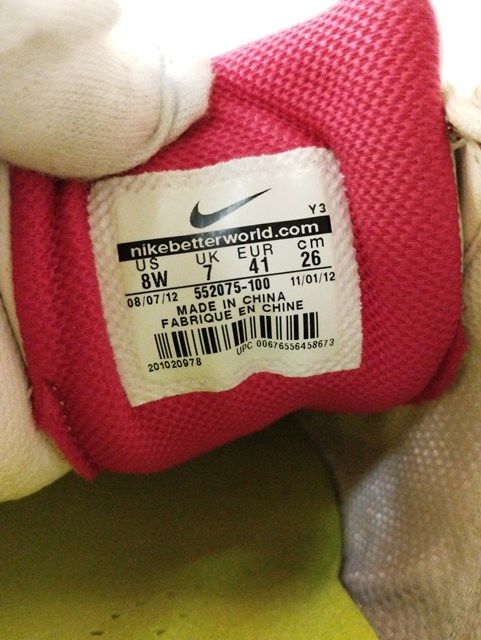 Y3
nikebetterworld.com
US UK EUR cm
8W 7 41 26
08/07/12 552075-100 11/01/12
MADE IN CHINA
FABRIQUE EN CHINE
201020978 UPC 00676556458673